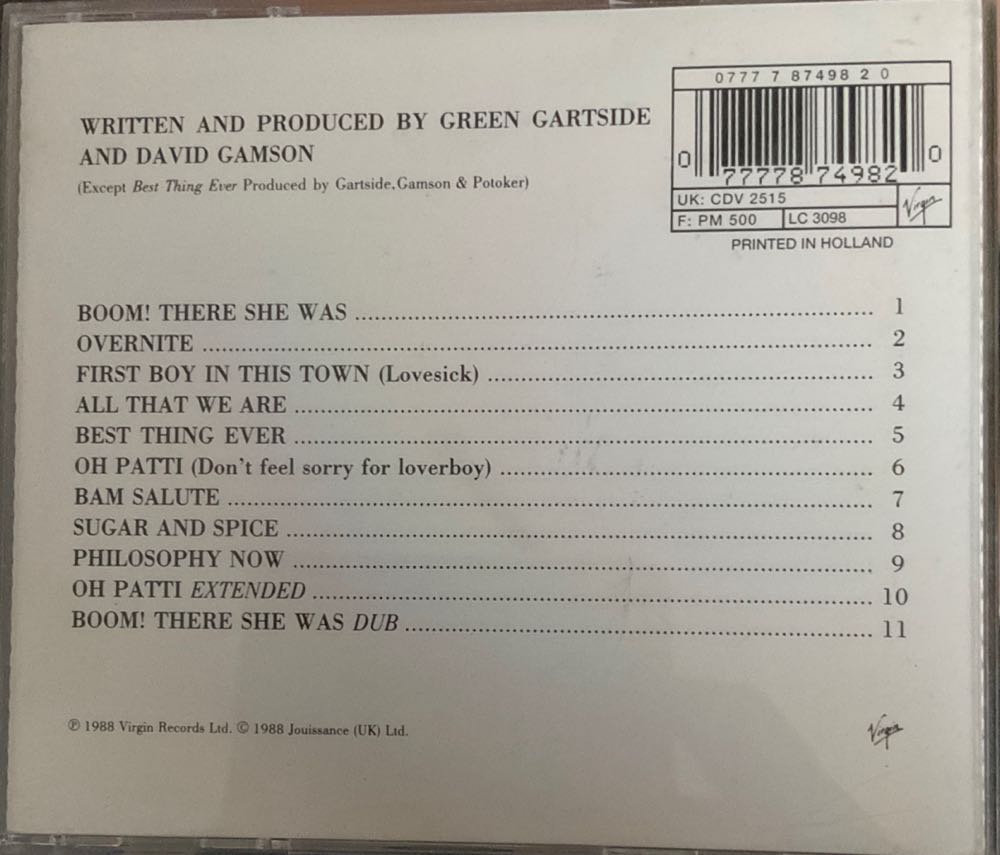 0777 7 87498 2 0
WRITTEN AND PRODUCED BY GREEN GARTSIDE
AND DAVID GAMSON
(Except Best Thing Ever Produced by Gartside, Gamson & Potoker)
0 77778 74982 0
UK: CDV 2515
F: PM 500 LC 3098
Virgin
PRINTED IN HOLLAND
BOOM! THERE SHE WAS ........ 1
OVERNITE ........ 2
FIRST BOY IN THIS TOWN (Lovesick) ........ 3
ALL THAT WE ARE ........ 4
BEST THING EVER ........ 5
OH PATTI (Don't feel sorry for loverboy) ........ 6
BAM SALUTE ........ 7
SUGAR AND SPICE ........ 8
PHILOSOPHY NOW ........ 9
OH PATTI EXTENDED ........ 10
BOOM! THERE SHE WAS DUB ........ 11
℗ 1988 Virgin Records Ltd. © 1988 Jouissance (UK) Ltd.
Virgin